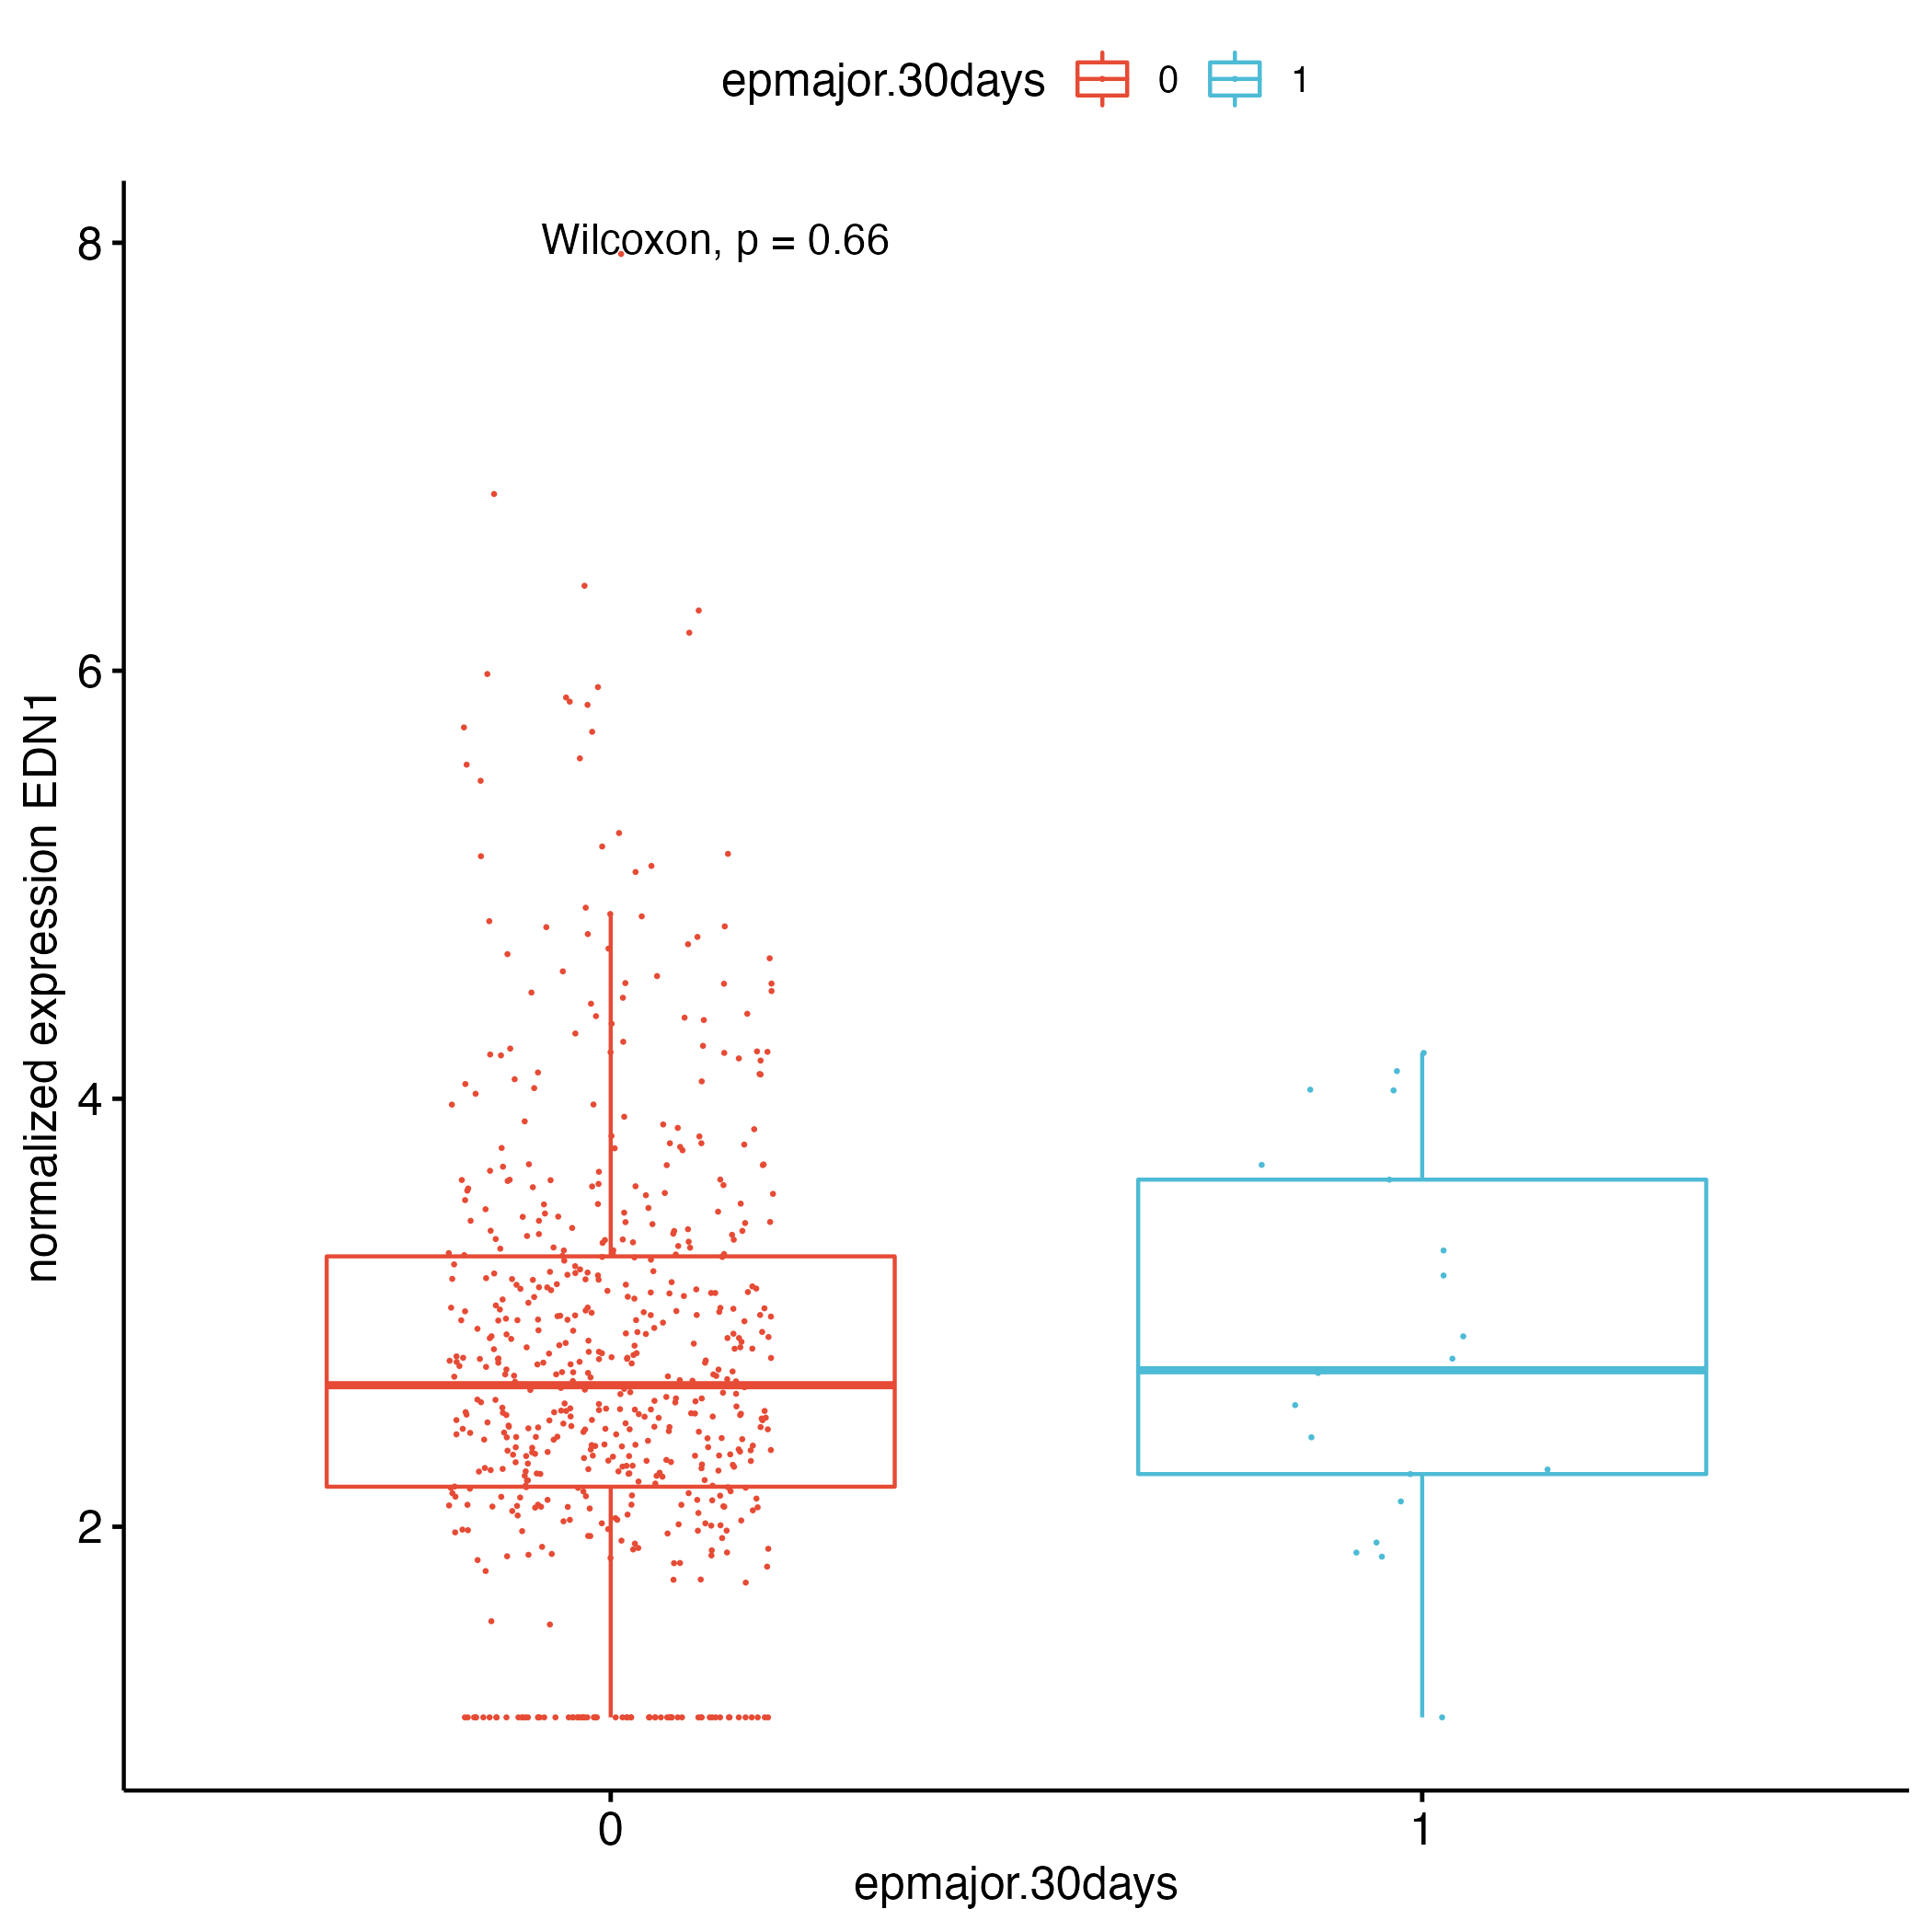 epmajor.30days 0 1
Wilcoxon, p = 0.66
8
6
4
2
normalized expression EDN1
0 1
epmajor.30days